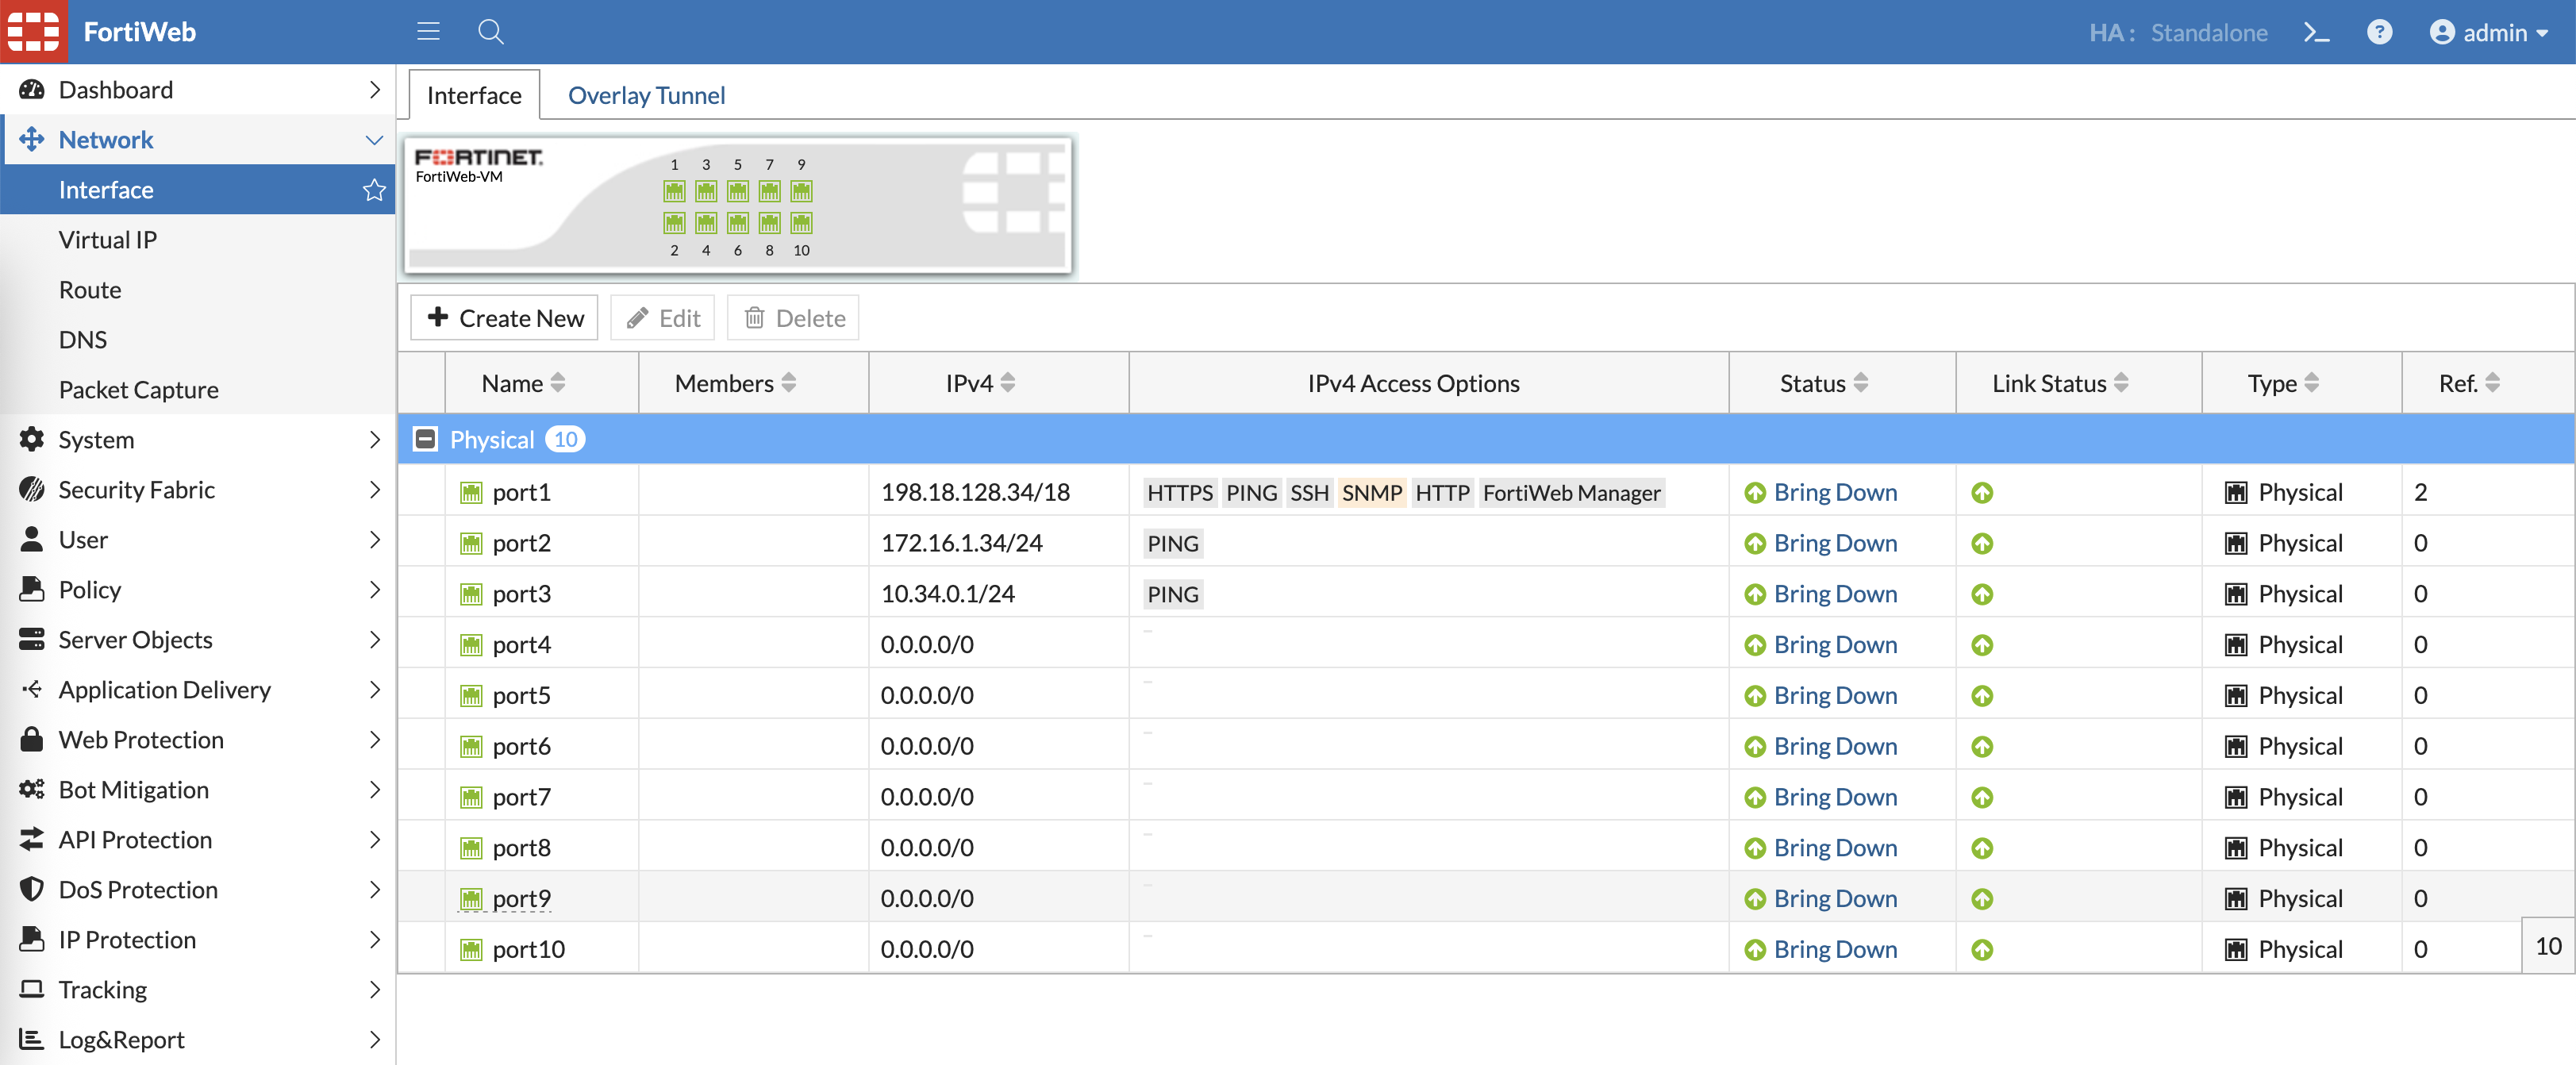 FortiWeb
HA : Standalone
? admin
Dashboard
Network
Interface
Virtual IP
Route
DNS
Packet Capture
System
Security Fabric
User
Policy
Server Objects
Application Delivery
Web Protection
Bot Mitigation
API Protection
DoS Protection
IP Protection
Tracking
Log&Report
Interface Overlay Tunnel
FORTINET
FortiWeb-VM
1 3 5 7 9
2 4 6 8 10
Create New Edit Delete
Name Members IPv4 IPv4 Access Options Status Link Status Type Ref.
Physical 10
port1 198.18.128.34/18 HTTPS PING SSH SNMP HTTP FortiWeb Manager Bring Down Physical 2
port2 172.16.1.34/24 PING Bring Down Physical 0
port3 10.34.0.1/24 PING Bring Down Physical 0
port4 0.0.0.0/0 Bring Down Physical 0
port5 0.0.0.0/0 Bring Down Physical 0
port6 0.0.0.0/0 Bring Down Physical 0
port7 0.0.0.0/0 Bring Down Physical 0
port8 0.0.0.0/0 Bring Down Physical 0
port9 0.0.0.0/0 Bring Down Physical 0
port10 0.0.0.0/0 Bring Down Physical 0
10